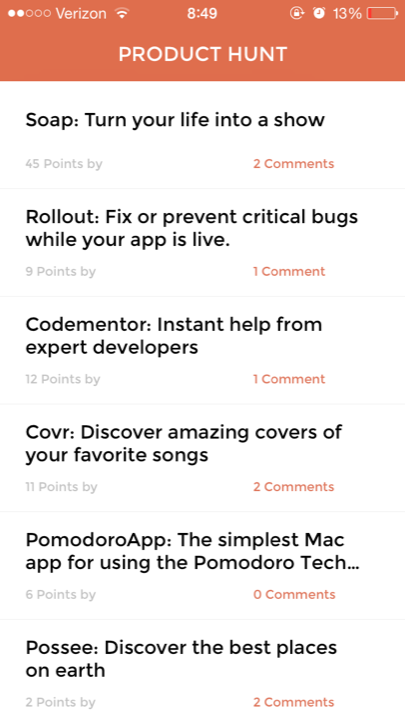 Verizon 8:49 13%
PRODUCT HUNT
Soap: Turn your life into a show
45 Points by 2 Comments
Rollout: Fix or prevent critical bugs
while your app is live.
9 Points by 1 Comment
Codementor: Instant help from
expert developers
12 Points by 1 Comment
Covr: Discover amazing covers of
your favorite songs
11 Points by 2 Comments
PomodoroApp: The simplest Mac
app for using the Pomodoro Tech...
6 Points by 0 Comments
Possee: Discover the best places
on earth
2 Points by 2 Comments